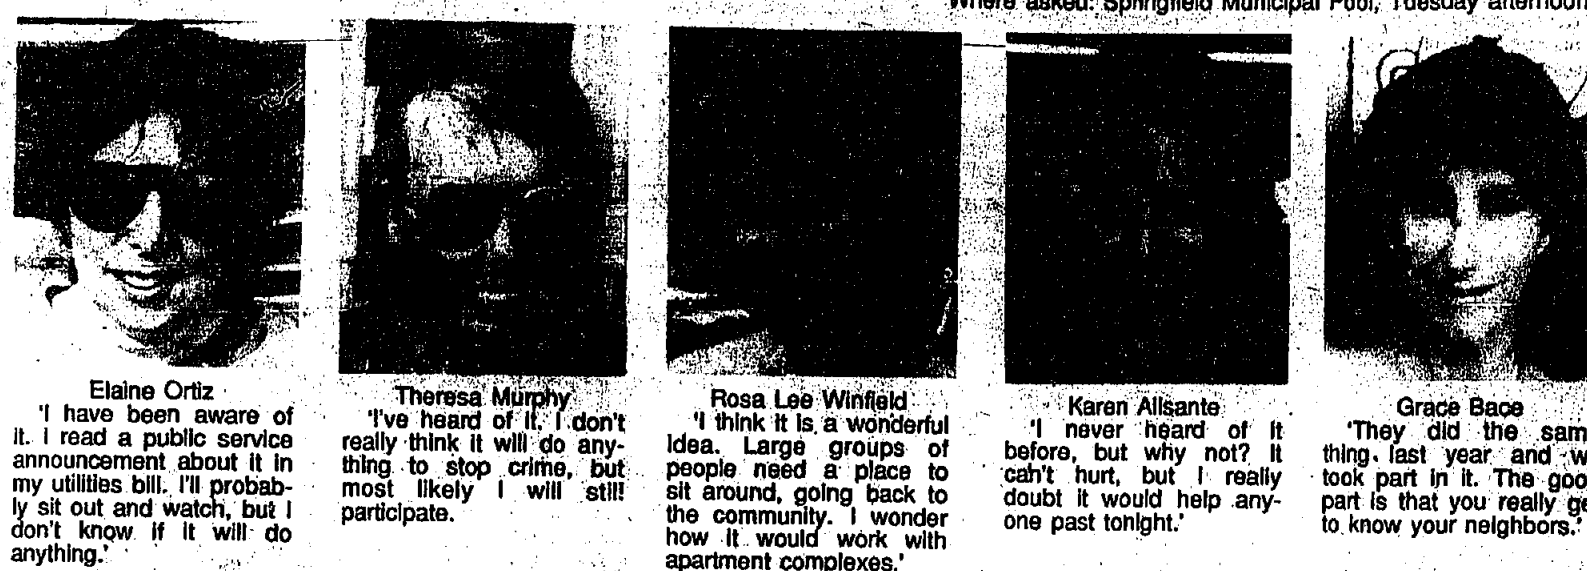 Where asked: Springfield Municipal Pool, Tuesday afternoon
Elaine Ortiz
'I have been aware of
it. I read a public service
announcement about it in
my utilities bill. I'll probab-
ly sit out and watch, but I
don't know if it will do
anything.'
Theresa Murphy
'I've heard of it. I don't
really think it will do any-
thing to stop crime, but
most likely I will still
participate.
Rosa Lee Winfield
'I think it is a wonderful
idea. Large groups of
people need a place to
sit around, going back to
the community. I wonder
how it would work with
apartment complexes.'
Karen Alisante
'I never heard of it
before, but why not? It
can't hurt, but I really
doubt it would help any-
one past tonight.'
Grace Bace
'They did the sam
thing last year and w
took part in it. The goo
part is that you really ge
to know your neighbors.'